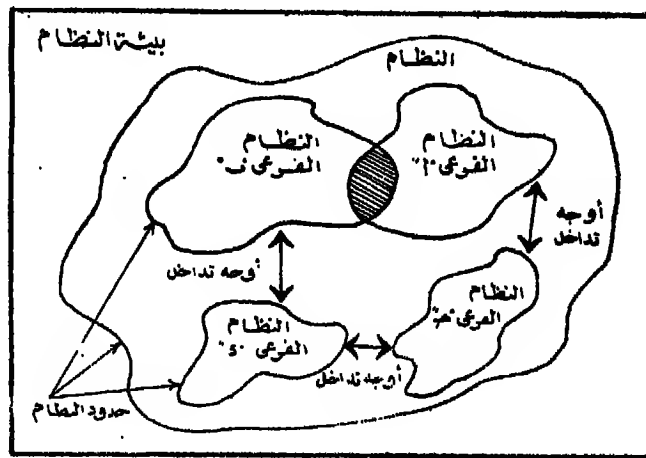 بيئة النظام
النظام
النظام
الفرعي "أ"
النظام
الفرعي "ب"
أوجه
تداخل
أوجه تداخل
النظام
الفرعي
النظام
الفرعي "د"
أوجه تداخل
حدود النظام